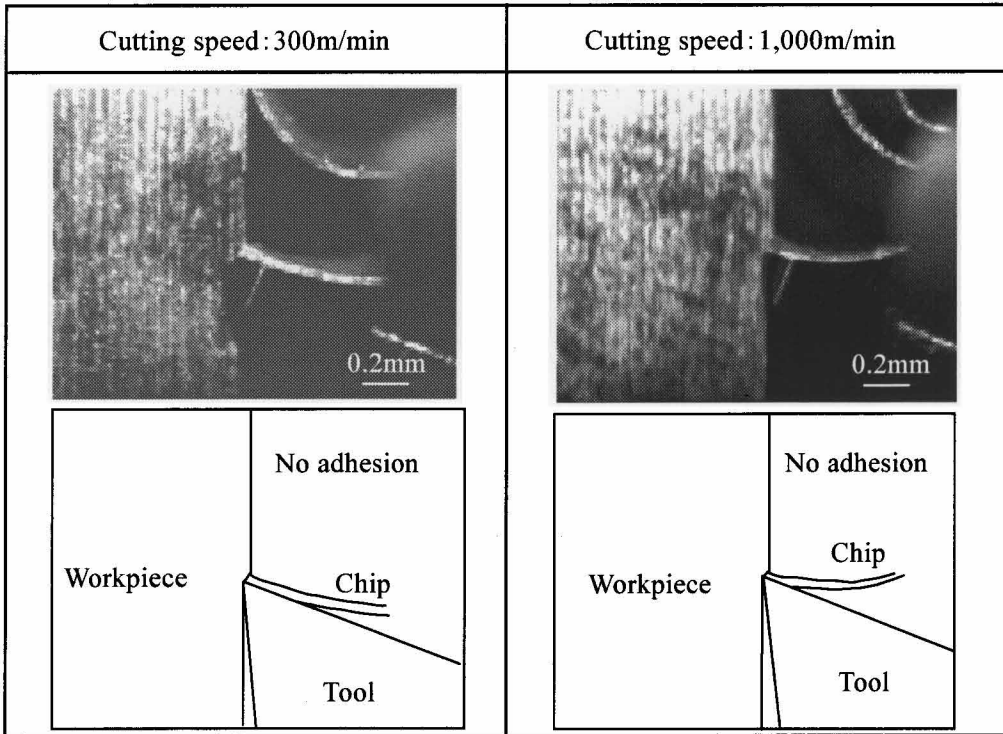 Cutting speed:300m/min
Cutting speed:1,000m/min
0.2mm
0.2mm
No adhesion
Workpiece
Chip
Tool
No adhesion
Chip
Workpiece
Tool